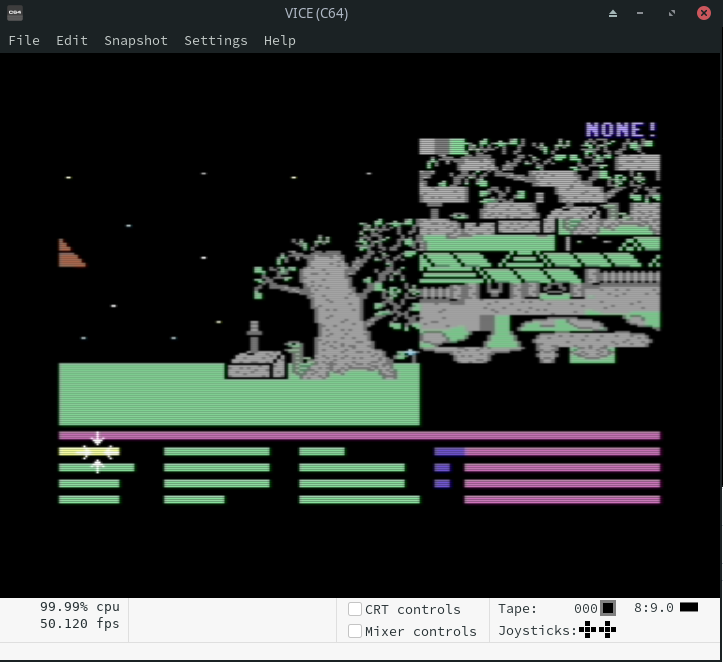 C64
VICE (C64)
File Edit Snapshot Settings Help
NONE!
99.99% cpu
50.120 fps
CRT controls
Mixer controls
Tape: 000 8:9.0
Joysticks: